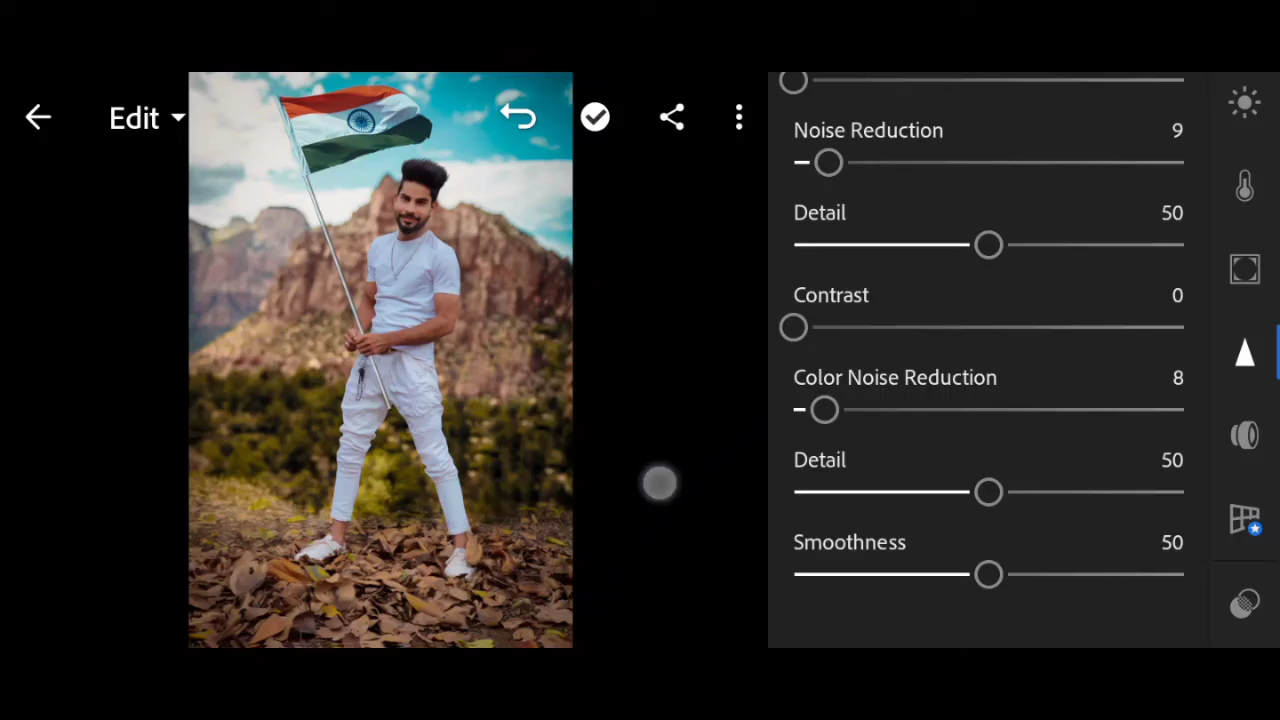 Edit
Noise Reduction 9
Detail 50
Contrast 0
Color Noise Reduction 8
Detail 50
Smoothness 50